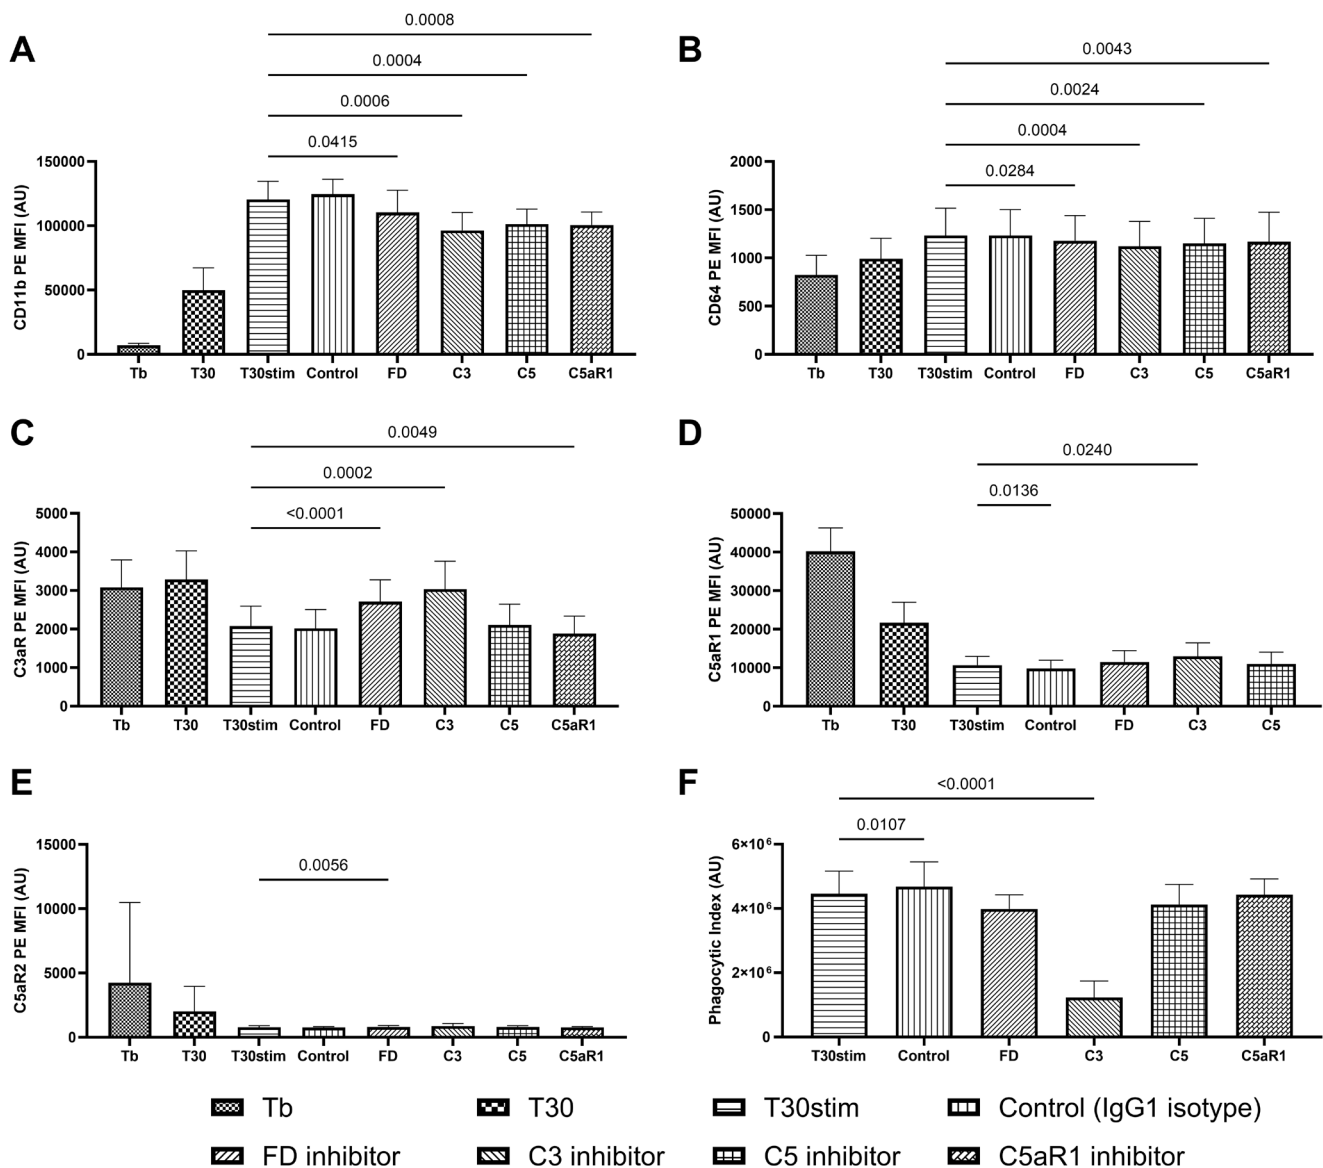 A
0.0008
0.0004
0.0006
0.0415
CD11b PE MFI (AU)
150000
100000
50000
0
Tb T30 T30stim Control FD C3 C5 C5aR1
B
0.0043
0.0024
0.0004
0.0284
CD64 PE MFI (AU)
2000
1500
1000
500
0
Tb T30 T30stim Control FD C3 C5 C5aR1
C
0.0049
0.0002
<0.0001
C3aR PE MFI (AU)
5000
4000
3000
2000
1000
0
Tb T30 T30stim Control FD C3 C5 C5aR1
D
0.0240
0.0136
C5aR1 PE MFI (AU)
50000
40000
30000
20000
10000
0
Tb T30 T30stim Control FD C3 C5
E
0.0056
C5aR2 PE MFI (AU)
15000
10000
5000
0
Tb T30 T30stim Control FD C3 C5 C5aR1
F
<0.0001
0.0107
Phagocytic Index (AU)
6×10⁶
4×10⁶
2×10⁶
0
T30stim Control FD C3 C5 C5aR1
Tb T30 T30stim Control (IgG1 isotype)
FD inhibitor C3 inhibitor C5 inhibitor C5aR1 inhibitor